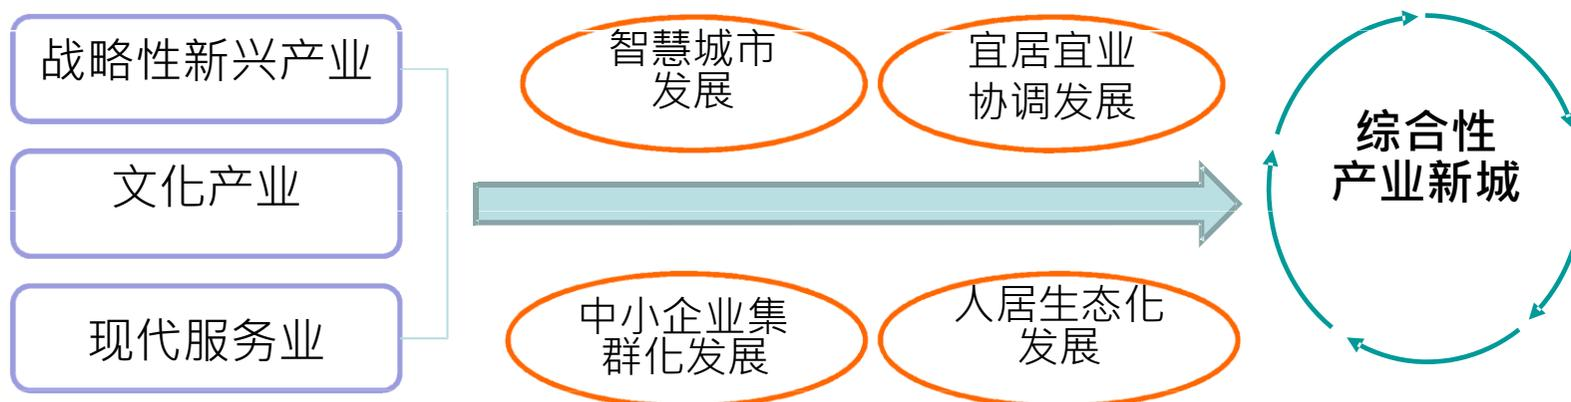 战略性新兴产业
文化产业
现代服务业
智慧城市
发展
宜居宜业
协调发展
中小企业集
群化发展
人居生态化
发展
综合性
产业新城